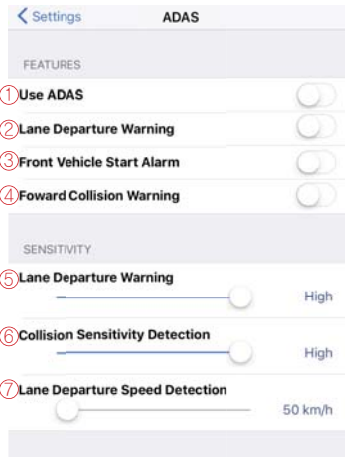 Settings ADAS
FEATURES
①Use ADAS
②Lane Departure Warning
③Front Vehicle Start Alarm
④Foward Collision Warning
SENSITIVITY
⑤Lane Departure Warning
High
⑥Collision Sensitivity Detection
High
⑦Lane Departure Speed Detection
50 km/h